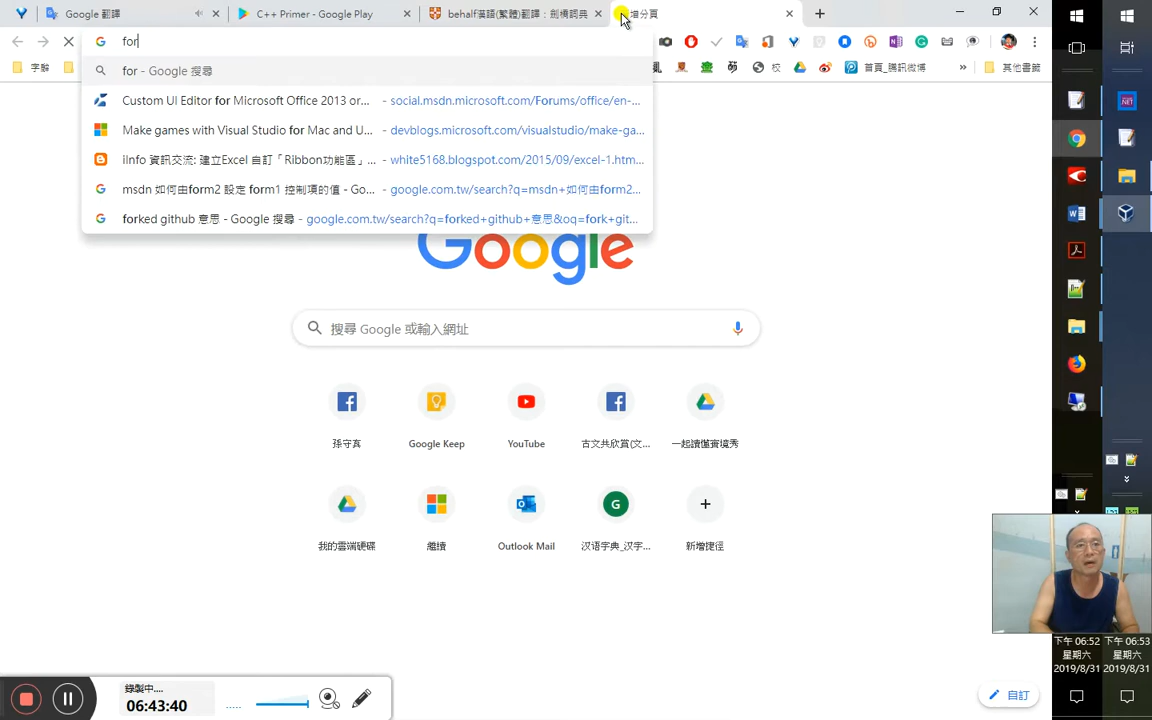 Google 翻譯
C++ Primer - Google Play
behalf漢語(繁體)翻譯：劍橋詞典
增分頁
for
字齡
校
首頁_騰訊微博
»
其他書籤
for - Google 搜尋
Custom UI Editor for Microsoft Office 2013 or... - social.msdn.microsoft.com/Forums/office/en-...
Make games with Visual Studio for Mac and U... - devblogs.microsoft.com/visualstudio/make-ga...
iInfo 資訊交流: 建立Excel 自訂「Ribbon功能區」... - white5168.blogspot.com/2015/09/excel-1.htm...
msdn 如何由form2 設定 form1 控制項的值 - Go... - google.com.tw/search?q=msdn+如何由form2...
forked github 意思 - Google 搜尋 - google.com.tw/search?q=forked+github+意思&oq=fork+git...
Google
搜尋 Google 或輸入網址
孫守真
Google Keep
YouTube
古文共欣賞(文...
一起讀懂賽境秀
我的雲端硬碟
繼續
Outlook Mail
汉语字典_汉字...
新增捷徑
自訂
錄製中....
06:43:40
下午 06:52
星期六
2019/8/31
下午 06:53
星期六
2019/8/31